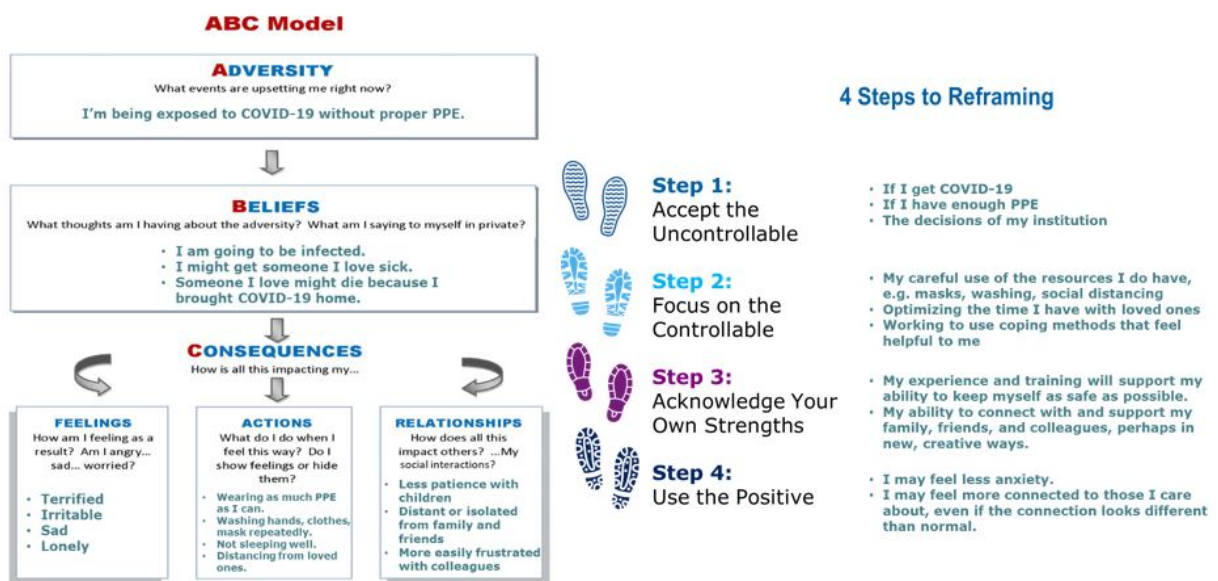 ABC Model
ADVERSITY
What events are upsetting me right now?
I'm being exposed to COVID-19 without proper PPE.
BELIEFS
What thoughts am I having about the adversity? What am I saying to myself in private?
• I am going to be infected.
• I might get someone I love sick.
• Someone I love might die because I
brought COVID-19 home.
CONSEQUENCES
How is all this impacting my...
FEELINGS
How am I feeling as a
result? Am I angry...
sad... worried?
• Terrified
• Irritable
• Sad
• Lonely
ACTIONS
What do I do when I
feel this way? Do I
show feelings or hide
them?
• Wearing as much PPE
as I can.
• Washing hands, clothes,
mask repeatedly.
• Not sleeping well.
• Distancing from loved
ones.
RELATIONSHIPS
How does all this
impact others? ...My
social interactions?
• Less patience with
children
• Distant or isolated
from family and
friends
• More easily frustrated
with colleagues
4 Steps to Reframing
Step 1:
Accept the
Uncontrollable
• If I get COVID-19
• If I have enough PPE
• The decisions of my institution
Step 2:
Focus on the
Controllable
• My careful use of the resources I do have,
e.g. masks, washing, social distancing
• Optimizing the time I have with loved ones
• Working to use coping methods that feel
helpful to me
Step 3:
Acknowledge Your
Own Strengths
• My experience and training will support my
ability to keep myself as safe as possible.
• My ability to connect with and support my
family, friends, and colleagues, perhaps in
new, creative ways.
Step 4:
Use the Positive
• I may feel less anxiety.
• I may feel more connected to those I care
about, even if the connection looks different
than normal.